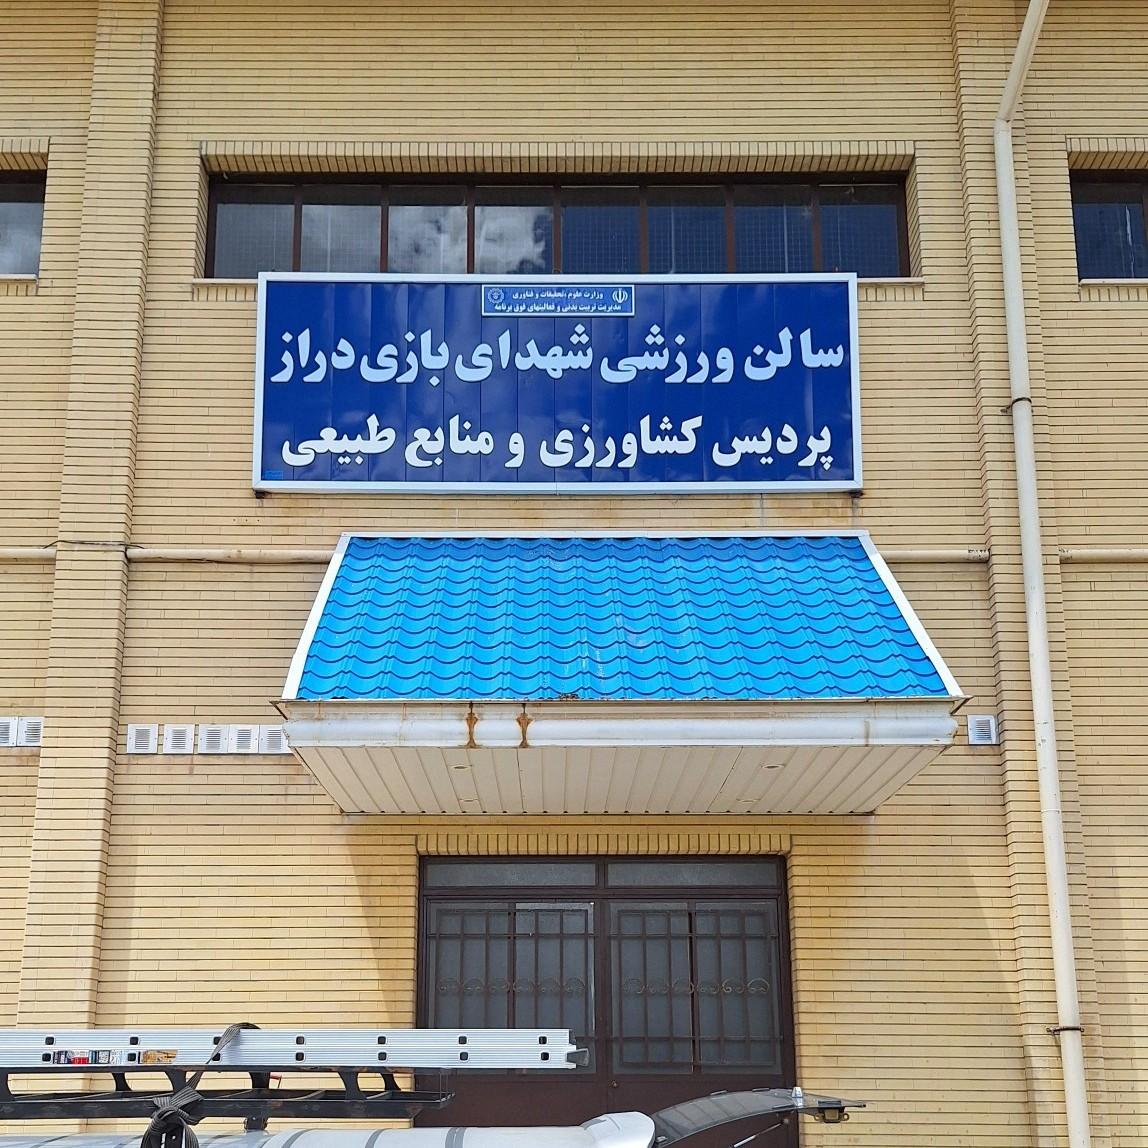 وزارت علوم ،تحقیقات و فناوری
مدیریت تربیت بدنی و فعالیتهای فوق برنامه
سالن ورزشی شهدای بازی دراز
پردیس کشاورزی و منابع طبیعی